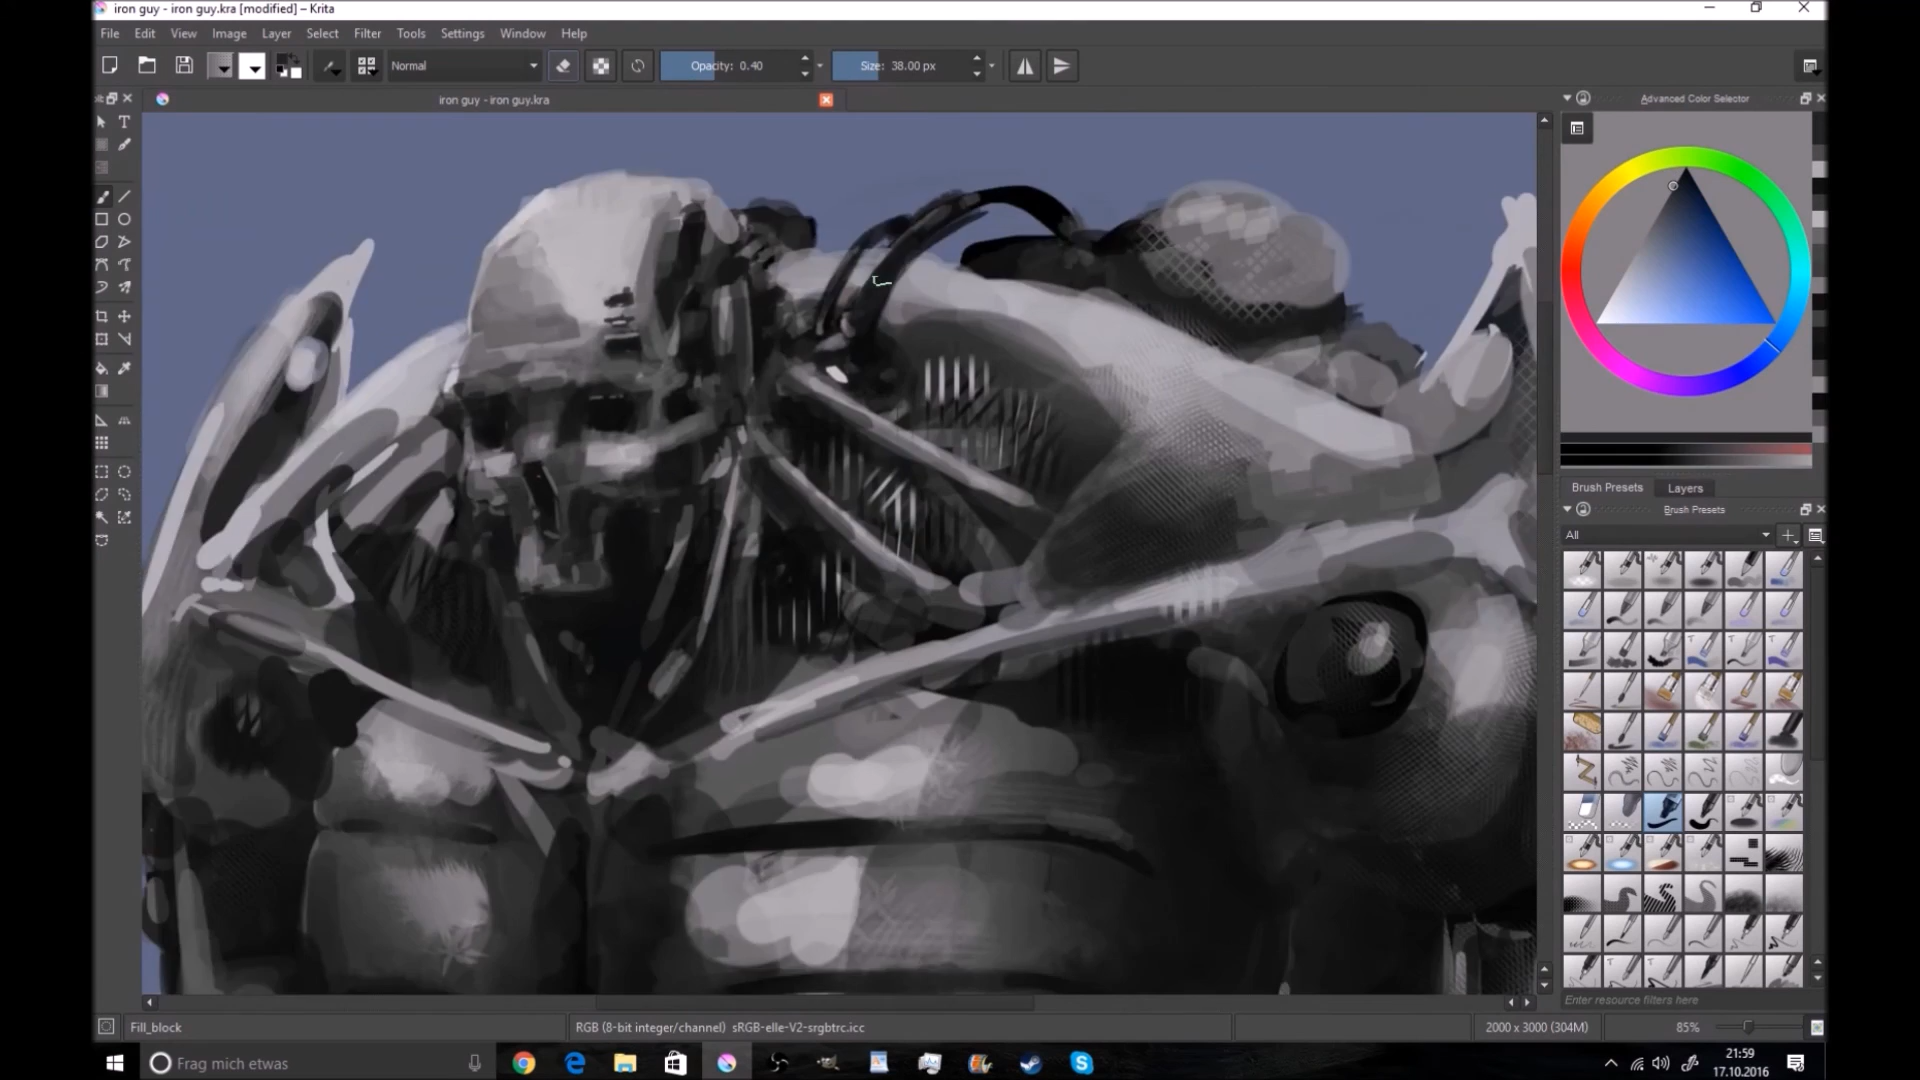 iron guy - iron guy.kra [modified] – Krita
File Edit View Image Layer Select Filter Tools Settings Window Help
Normal Opacity: 0.40 Size: 38.00 px
iron guy - iron guy.kra
Advanced Color Selector
Brush Presets Layers
Brush Presets
All
Enter resource filters here
Fill_block RGB (8-bit integer/channel) sRGB-elle-V2-srgbtrc.icc 2000 x 3000 (304M) 85%
Frag mich etwas
21:59
17.10.2016